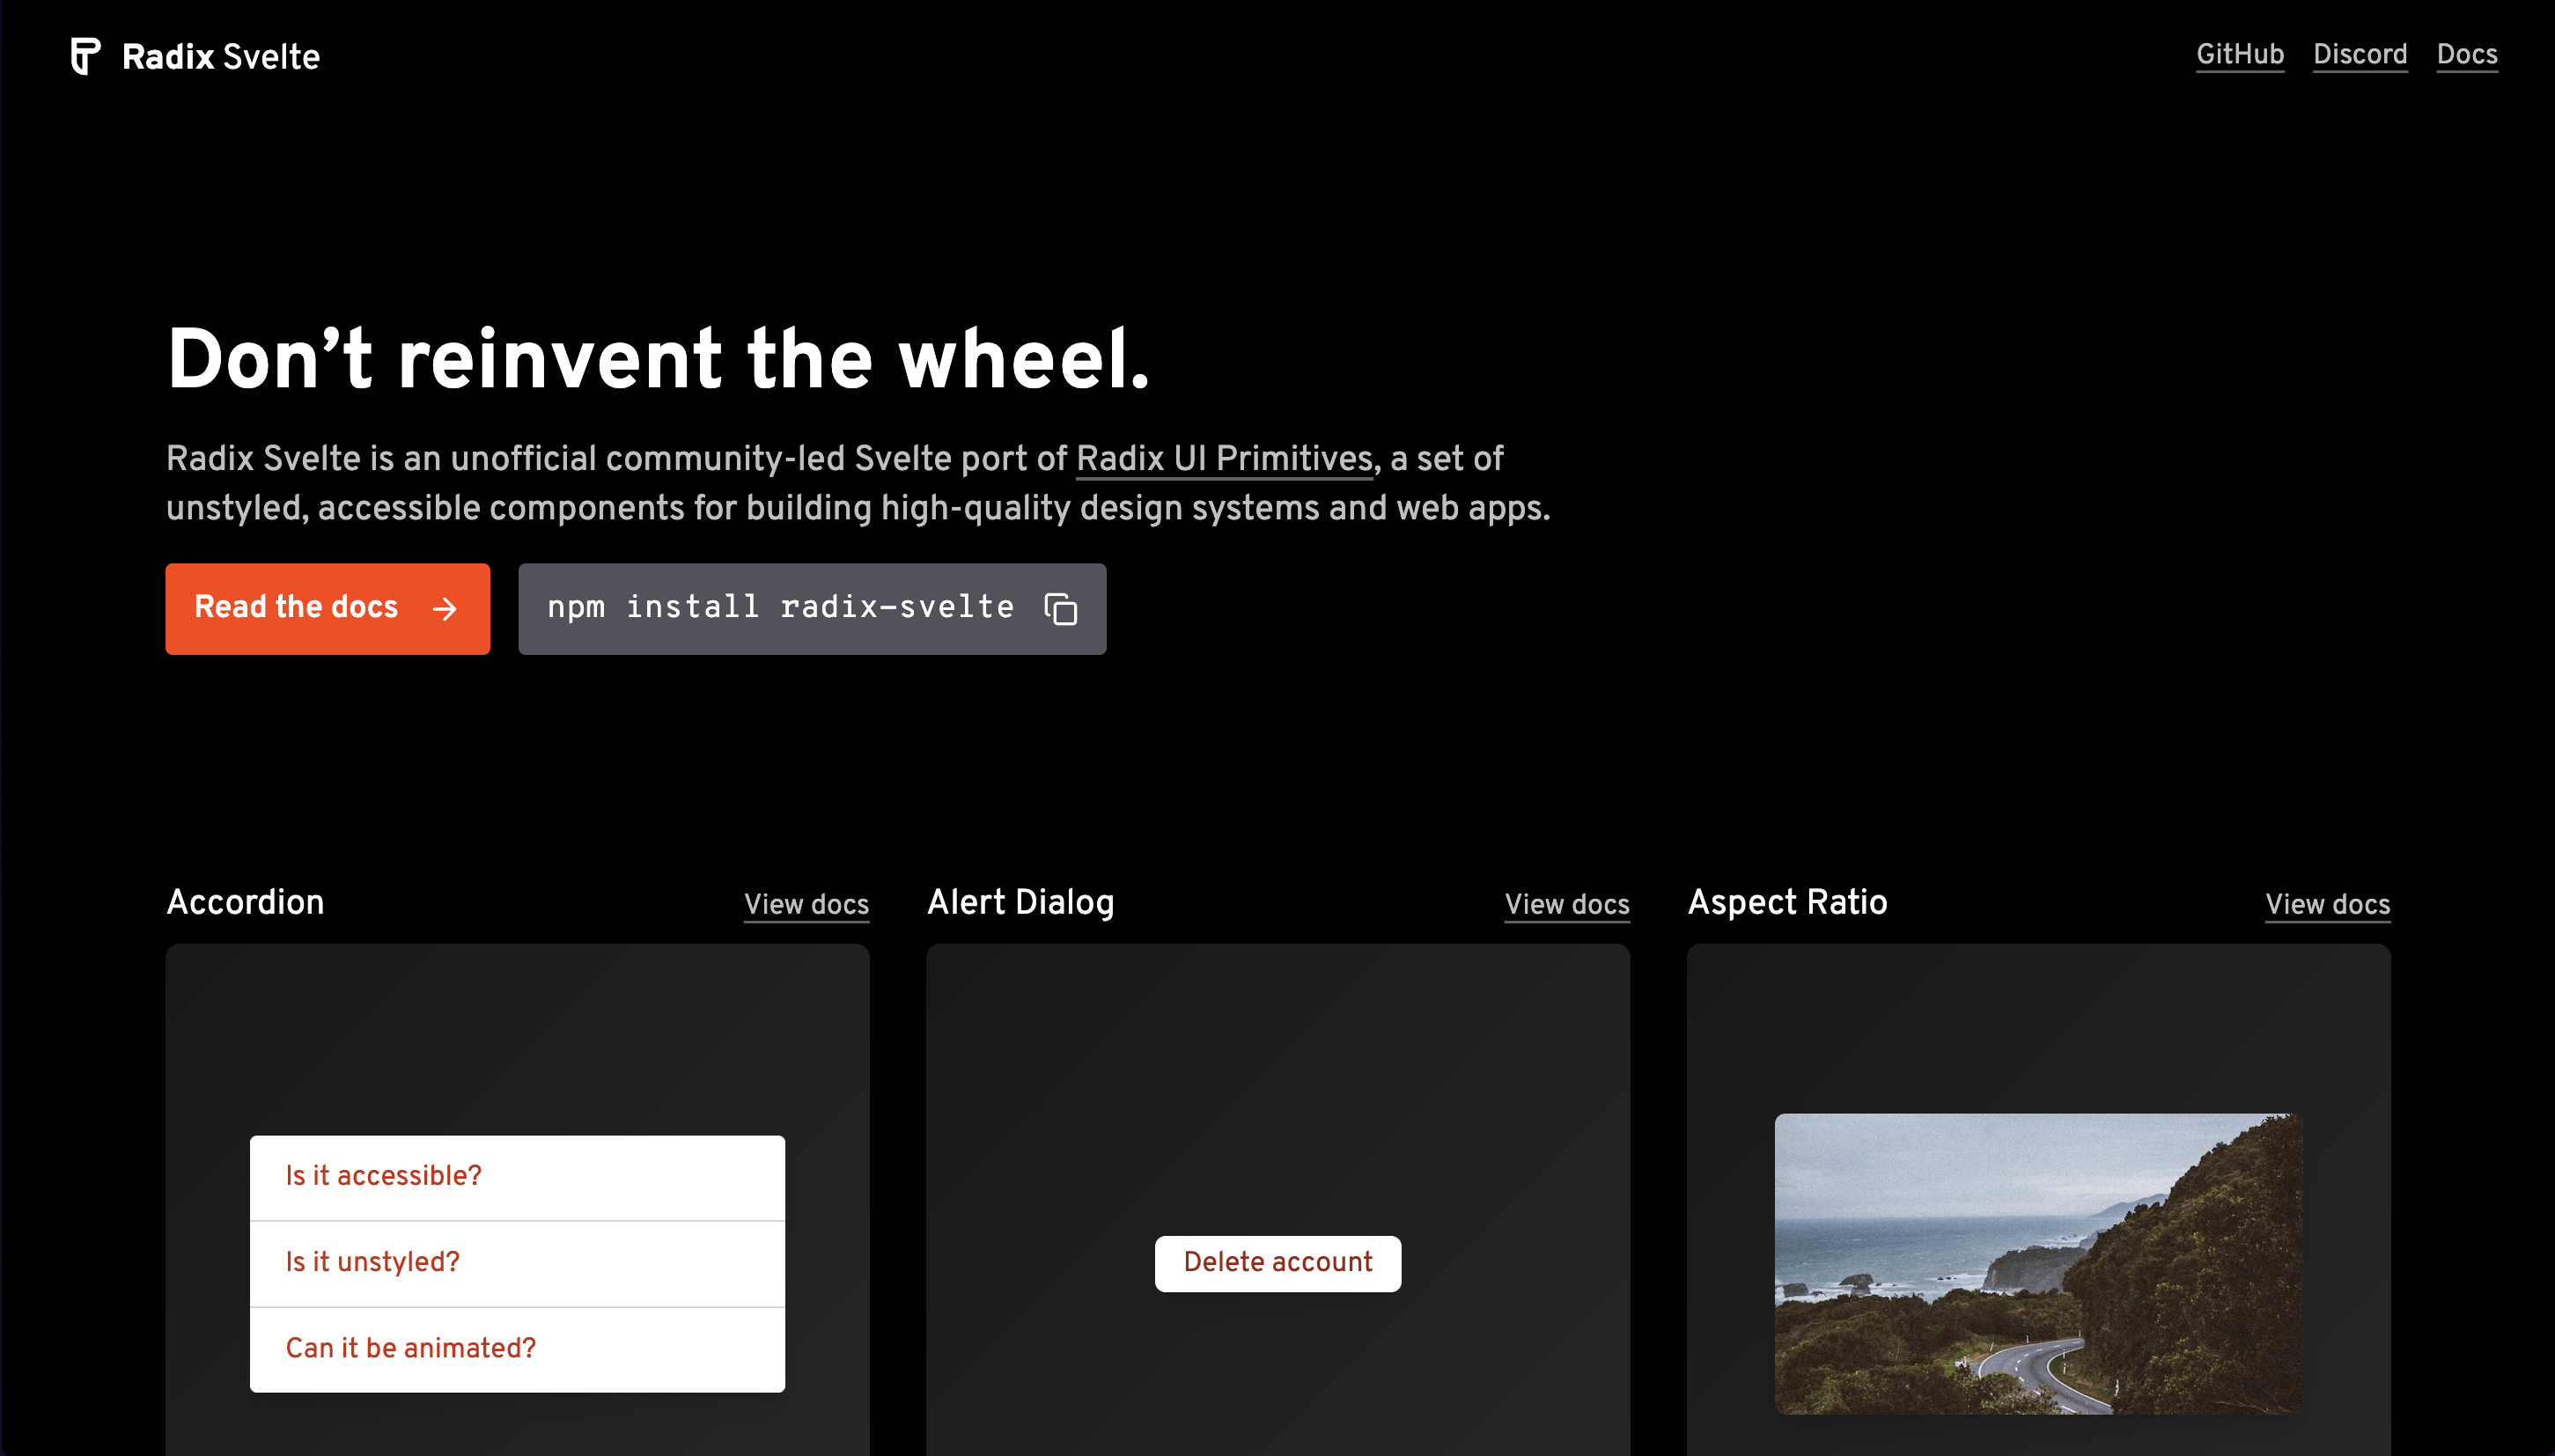 Radix Svelte
GitHub Discord Docs
Don’t reinvent the wheel.
Radix Svelte is an unofficial community-led Svelte port of Radix UI Primitives, a set of
unstyled, accessible components for building high-quality design systems and web apps.
Read the docs
npm install radix-svelte
Accordion
View docs
Alert Dialog
View docs
Aspect Ratio
View docs
Is it accessible?
Is it unstyled?
Can it be animated?
Delete account